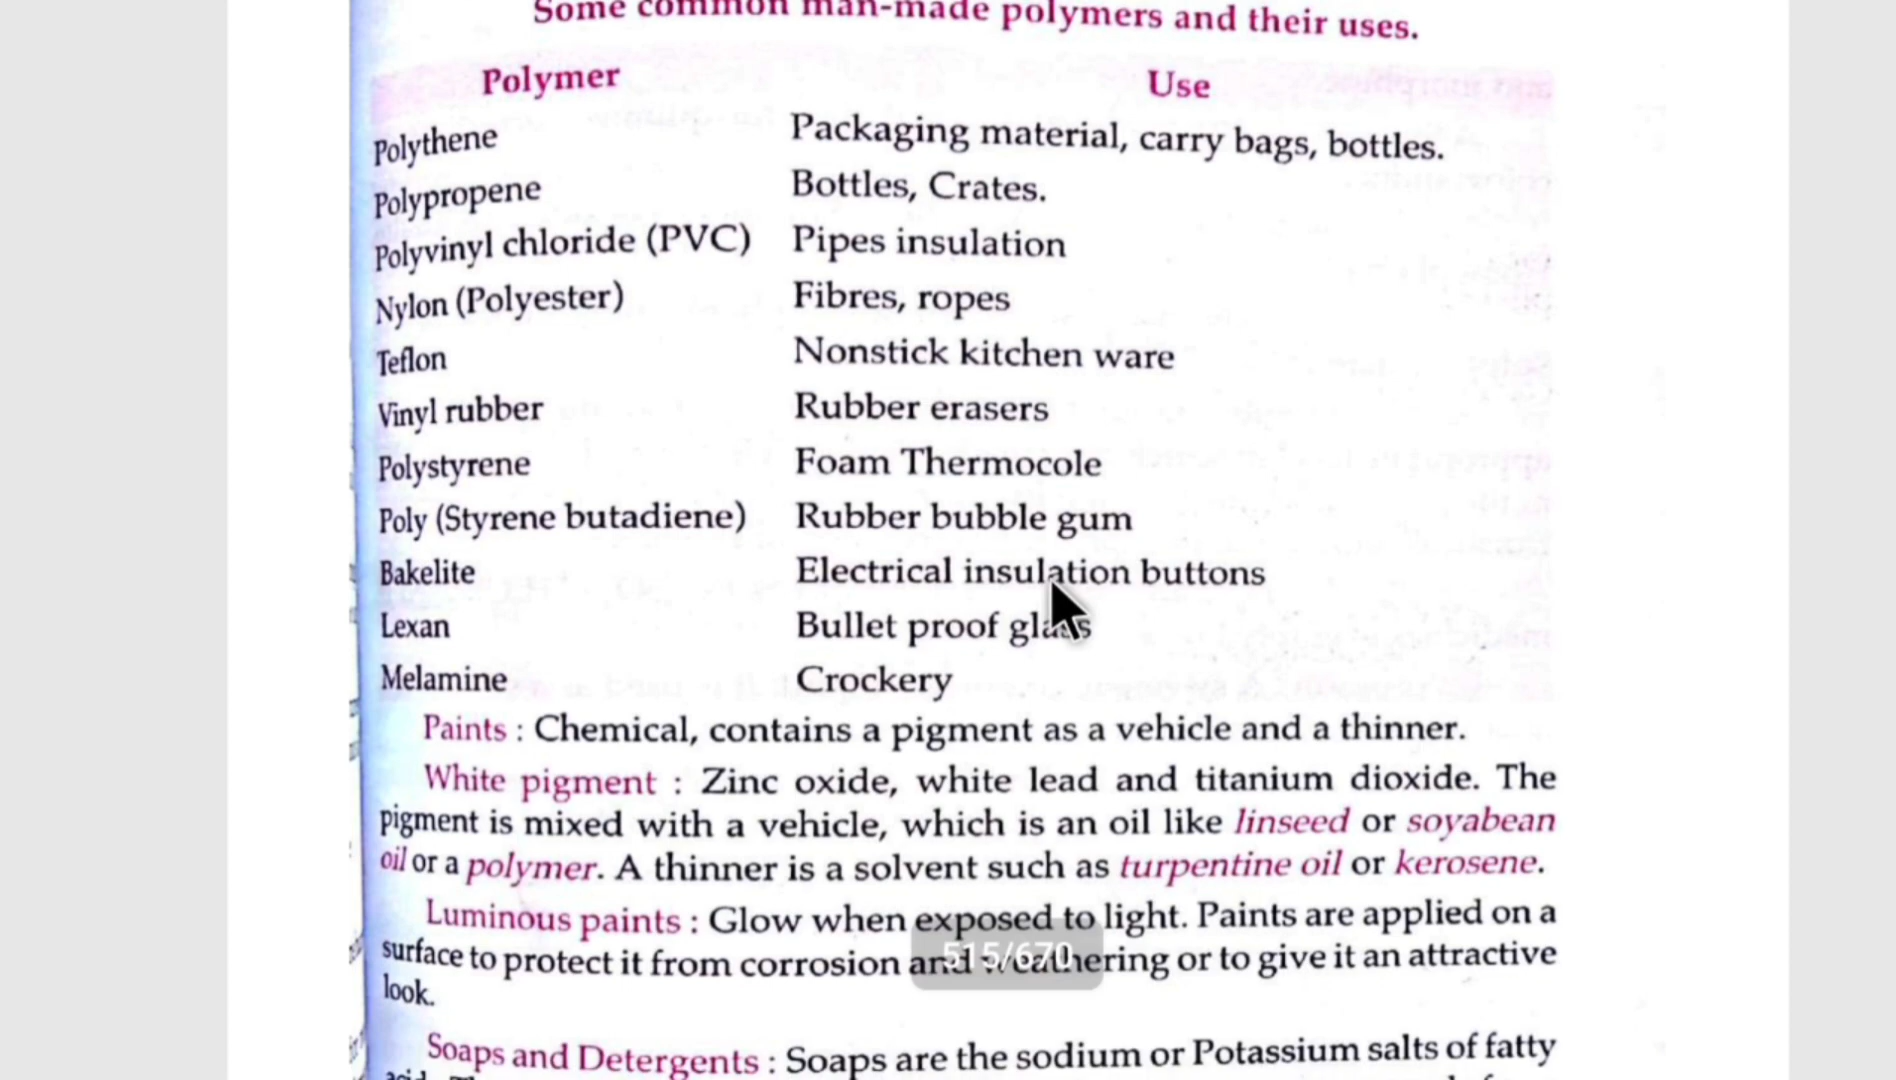 Some common man-made polymers and their uses.
Polymer Use
Polythene Packaging material, carry bags, bottles.
Polypropene Bottles, Crates.
Polyvinyl chloride (PVC) Pipes insulation
Nylon (Polyester) Fibres, ropes
Teflon Nonstick kitchen ware
Vinyl rubber Rubber erasers
Polystyrene Foam Thermocole
Poly (Styrene butadiene) Rubber bubble gum
Bakelite Electrical insulation buttons
Lexan Bullet proof glass
Melamine Crockery
Paints : Chemical, contains a pigment as a vehicle and a thinner.
White pigment : Zinc oxide, white lead and titanium dioxide. The
pigment is mixed with a vehicle, which is an oil like linseed or soyabean
oil or a polymer. A thinner is a solvent such as turpentine oil or kerosene.
Luminous paints : Glow when exposed to light. Paints are applied on a
surface to protect it from corrosion and weathering or to give it an attractive
look.
515/670
Soaps and Detergents : Soaps are the sodium or Potassium salts of fatty